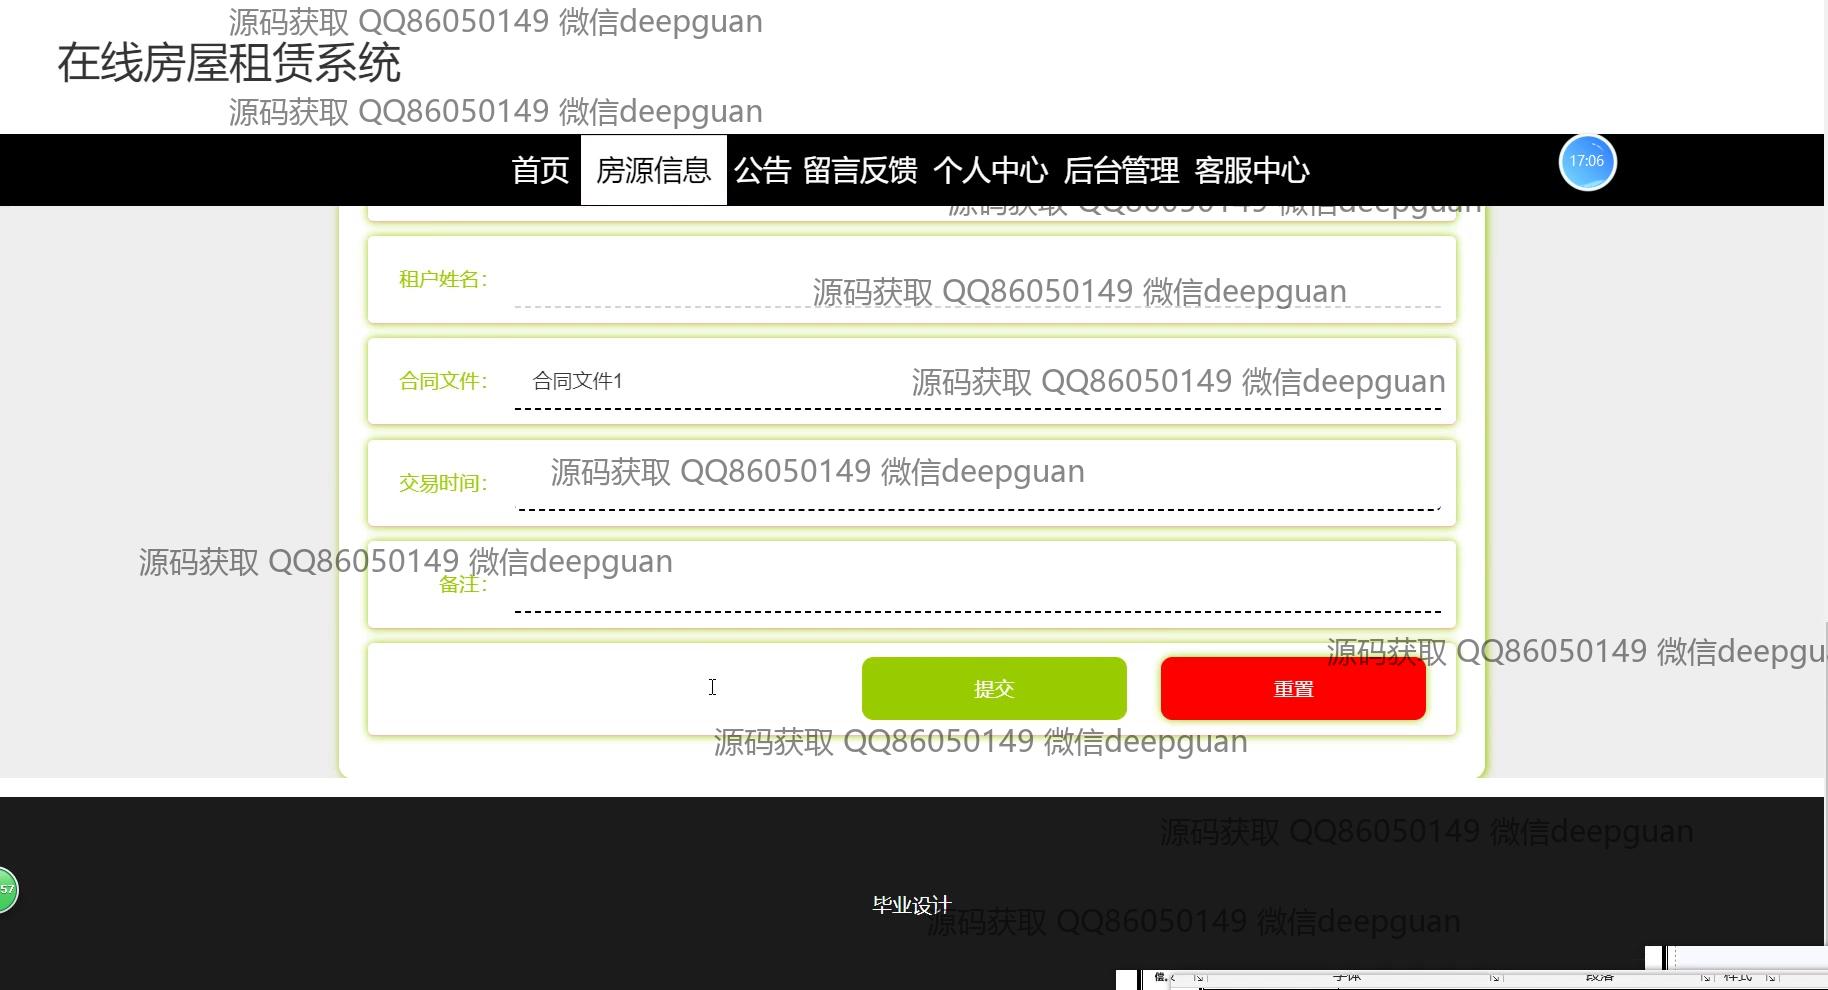 源码获取 QQ86050149 微信deepguan
在线房屋租赁系统
源码获取 QQ86050149 微信deepguan
首页 房源信息 公告 留言反馈 个人中心 后台管理 客服中心
17:06
源码获取 QQ86050149 微信deepguan
租户姓名：
源码获取 QQ86050149 微信deepguan
合同文件： 合同文件1
源码获取 QQ86050149 微信deepguan
交易时间：
源码获取 QQ86050149 微信deepguan
源码获取 QQ86050149 微信deepguan
备注：
源码获取 QQ86050149 微信deepgu
提交 重置
源码获取 QQ86050149 微信deepguan
源码获取 QQ86050149 微信deepguan
57
毕业设计
源码获取 QQ86050149 微信deepguan
字体 段落 样式